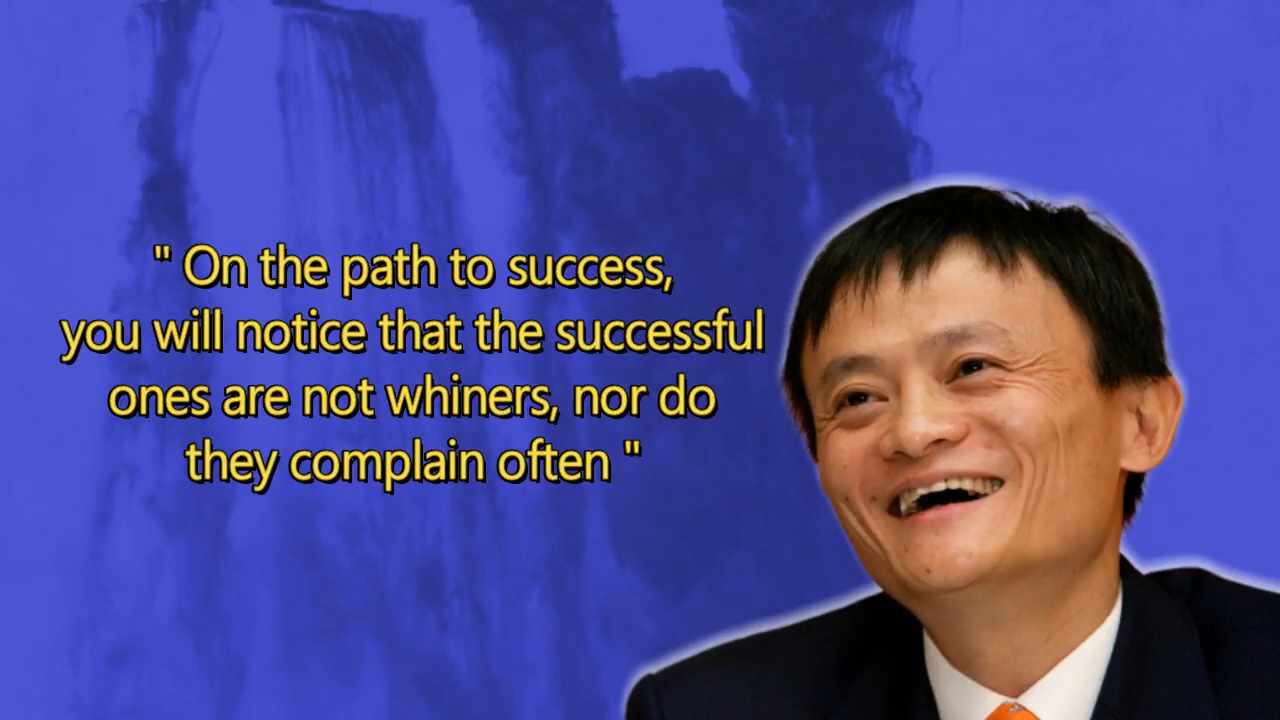 " On the path to success,
you will notice that the successful
ones are not whiners, nor do
they complain often "